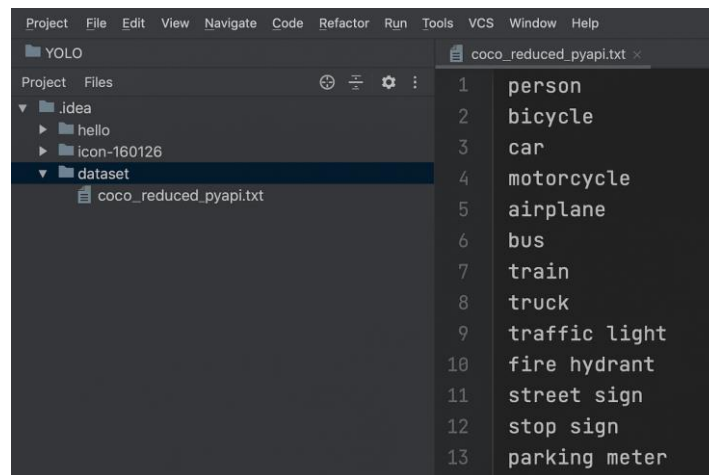 Project File Edit View Navigate Code Refactor Run Tools VCS Window Help
YOLO
coco_reduced_pyapi.txt
Project Files
.idea
hello
icon-160126
dataset
coco_reduced_pyapi.txt
1 person
2 bicycle
3 car
4 motorcycle
5 airplane
6 bus
7 train
8 truck
9 traffic light
10 fire hydrant
11 street sign
12 stop sign
13 parking meter